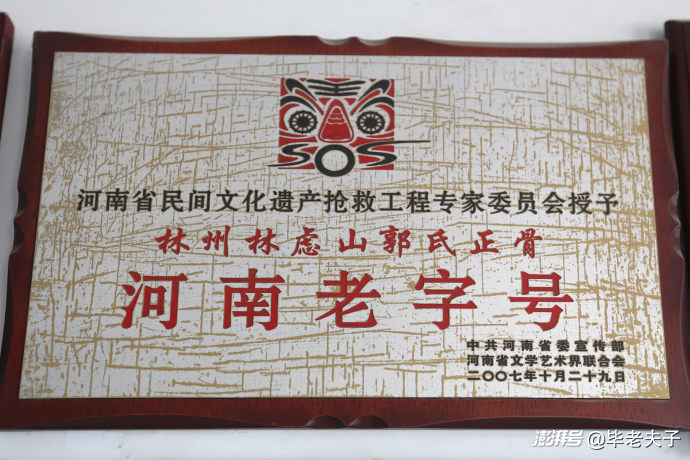 SOS
河南省民间文化遗产抢救工程专家委员会授予
林州林虑山郭氏正骨
河南老字号
中共河南省委宣传部
河南省文学艺术界联合会
二〇〇七年十月二十九日
澎湃号@毕老夫子